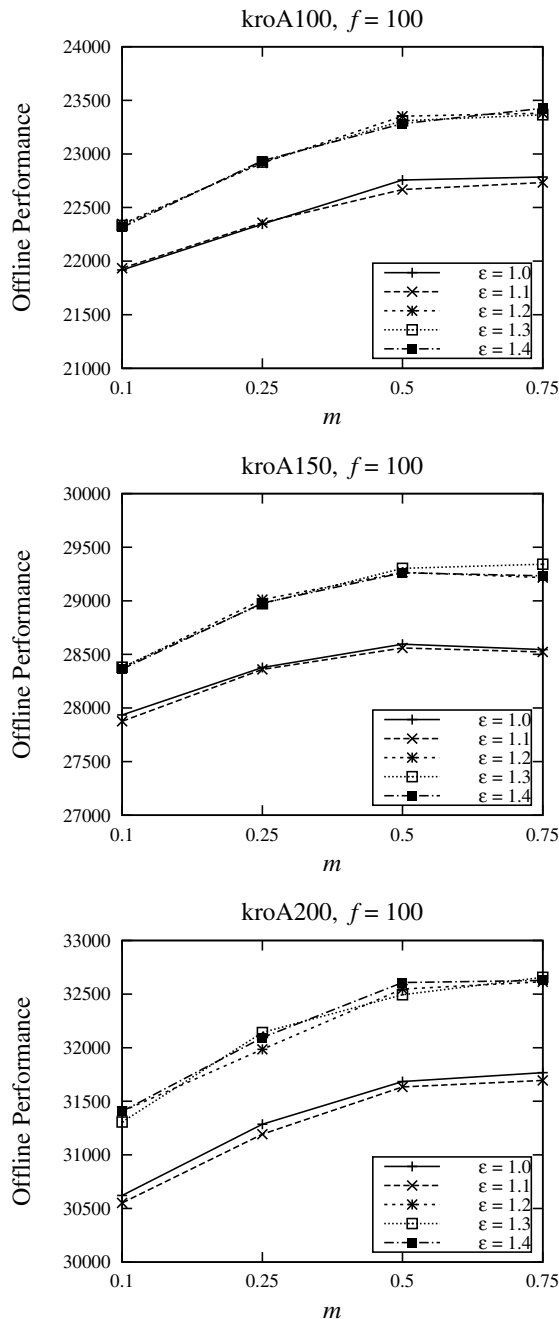 kroA100, f = 100
24000
23500
23000
22500
22000
21500
21000
Offline Performance
ε = 1.0
ε = 1.1
ε = 1.2
ε = 1.3
ε = 1.4
0.1 0.25 0.5 0.75
m
kroA150, f = 100
30000
29500
29000
28500
28000
27500
27000
Offline Performance
ε = 1.0
ε = 1.1
ε = 1.2
ε = 1.3
ε = 1.4
0.1 0.25 0.5 0.75
m
kroA200, f = 100
33000
32500
32000
31500
31000
30500
30000
Offline Performance
ε = 1.0
ε = 1.1
ε = 1.2
ε = 1.3
ε = 1.4
0.1 0.25 0.5 0.75
m